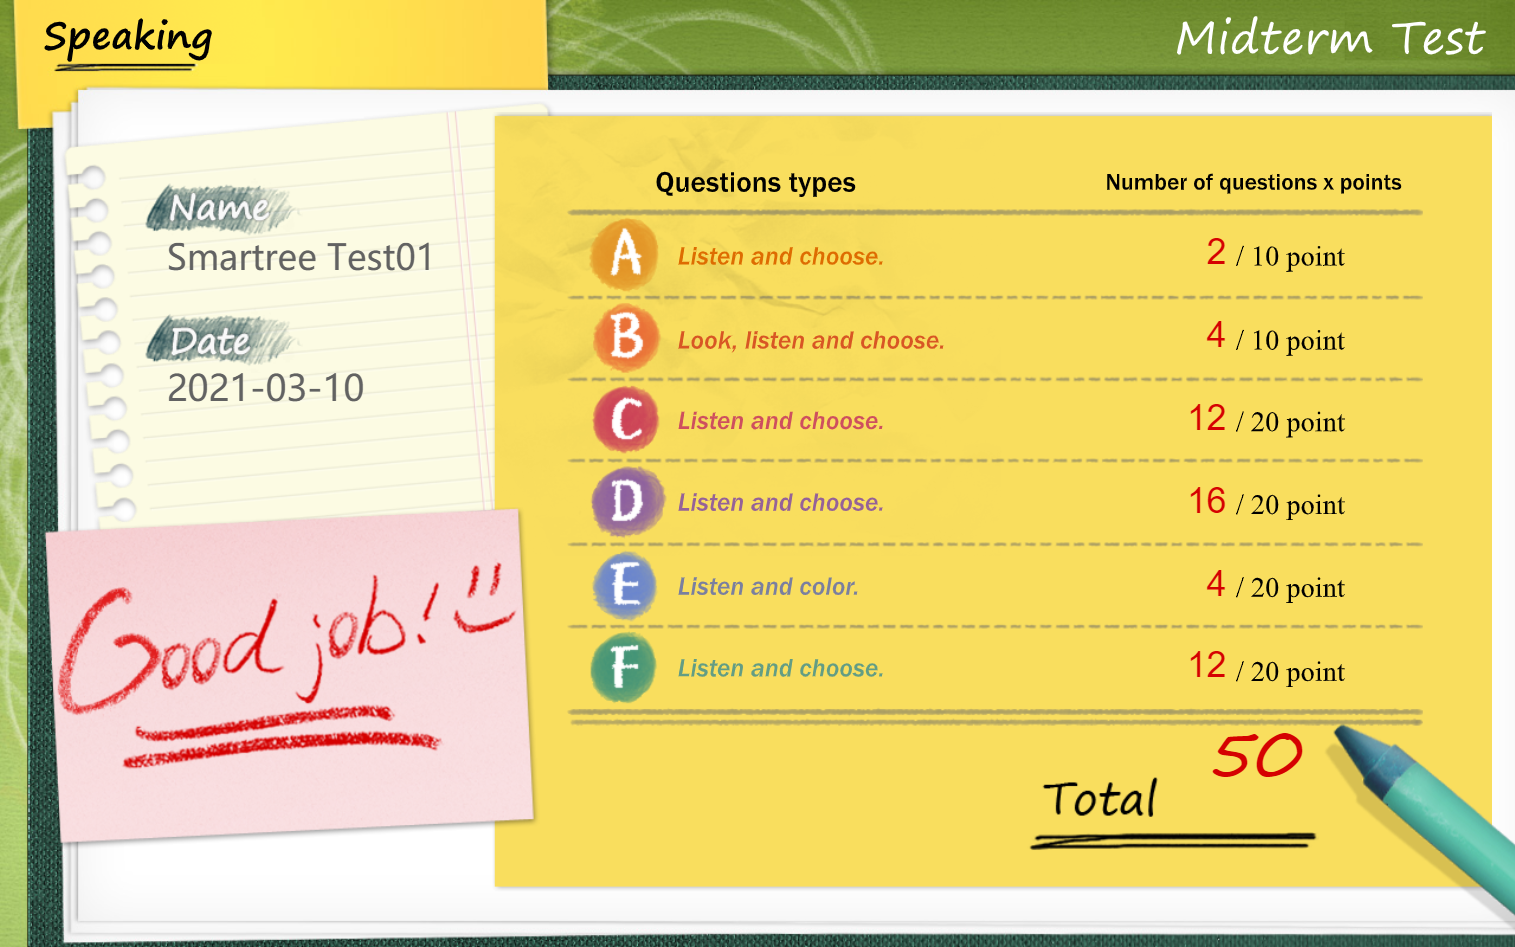 Speaking
Midterm Test
Name
Smartree Test01
Date
2021-03-10
Good job!
Questions types
Number of questions x points
A Listen and choose. 2 / 10 point
B Look, listen and choose. 4 / 10 point
C Listen and choose. 12 / 20 point
D Listen and choose. 16 / 20 point
E Listen and color. 4 / 20 point
F Listen and choose. 12 / 20 point
50
Total